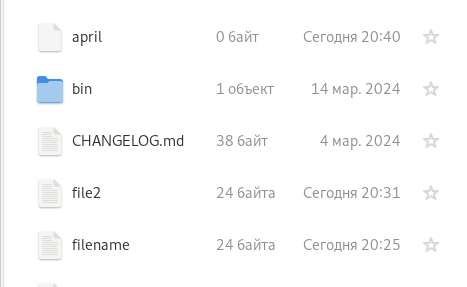 april 0 байт Сегодня 20:40
bin 1 объект 14 мар. 2024
CHANGELOG.md 38 байт 4 мар. 2024
file2 24 байта Сегодня 20:31
filename 24 байта Сегодня 20:25